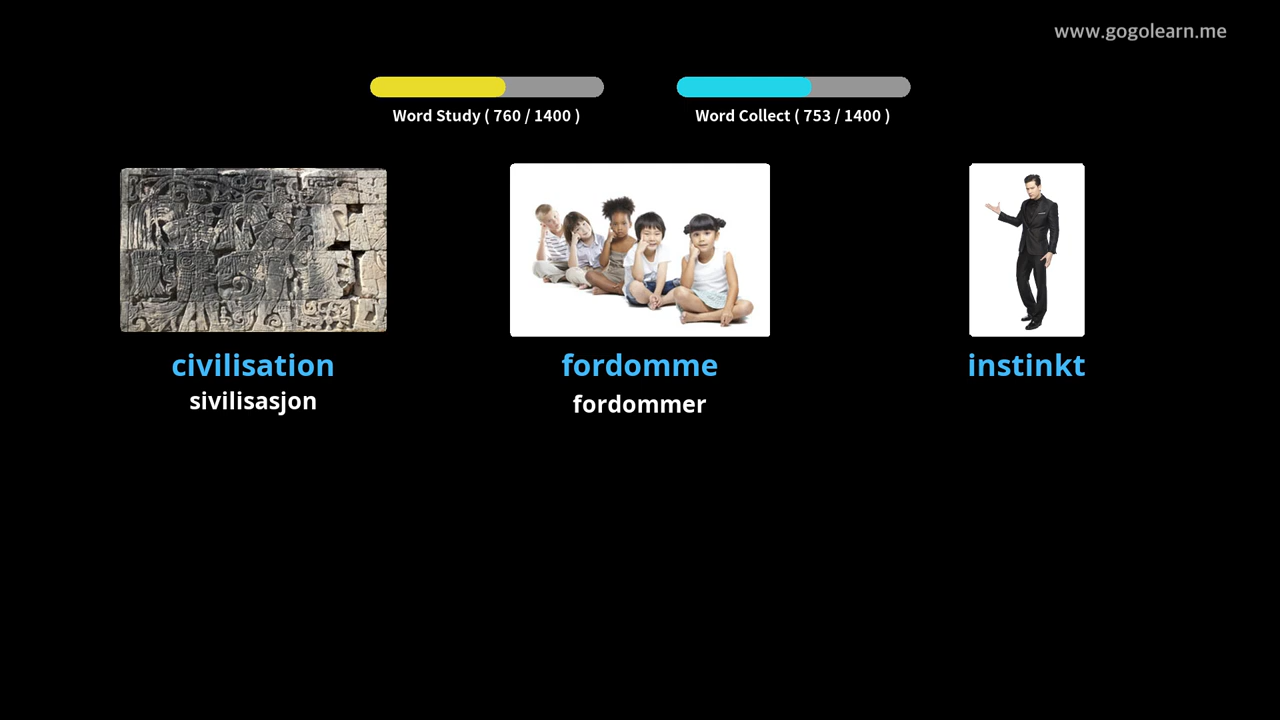 www.gogolearn.me
Word Study ( 760 / 1400 )
Word Collect ( 753 / 1400 )
civilisation
sivilisasjon
fordomme
fordommer
instinkt